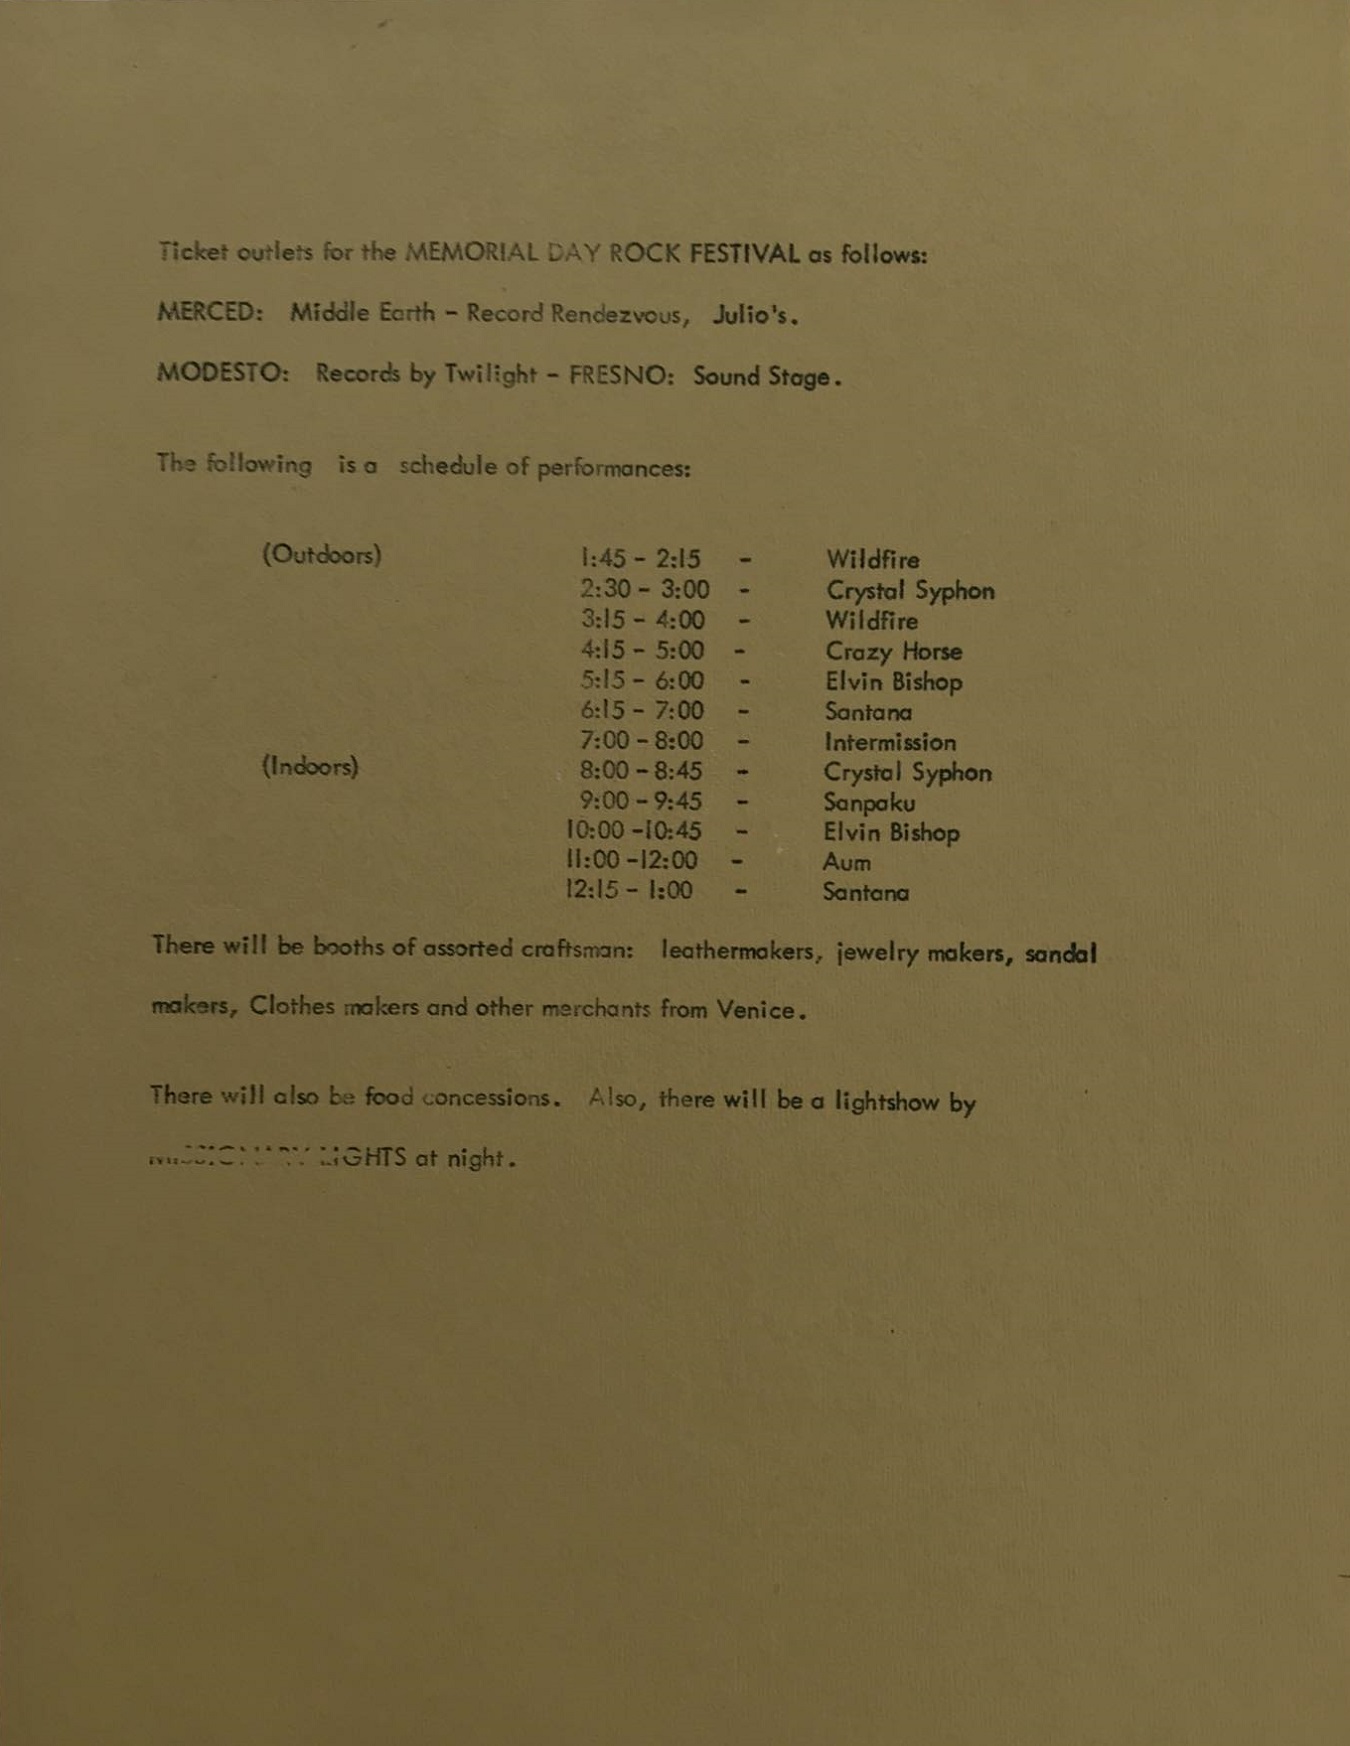 Ticket outlets for the MEMORIAL DAY ROCK FESTIVAL as follows:
MERCED: Middle Earth - Record Rendezvous, Julio's.
MODESTO: Records by Twilight - FRESNO: Sound Stage.
The following is a schedule of performances:
(Outdoors) 1:45 - 2:15 - Wildfire
2:30 - 3:00 - Crystal Syphon
3:15 - 4:00 - Wildfire
4:15 - 5:00 - Crazy Horse
5:15 - 6:00 - Elvin Bishop
6:15 - 7:00 - Santana
7:00 - 8:00 - Intermission
(Indoors) 8:00 - 8:45 - Crystal Syphon
9:00 - 9:45 - Sanpaku
10:00 -10:45 - Elvin Bishop
11:00 -12:00 - Aum
12:15 - 1:00 - Santana
There will be booths of assorted craftsman: leathermakers, jewelry makers, sandal
makers, Clothes makers and other merchants from Venice.
There will also be food concessions. Also, there will be a lightshow by
LIGHTS at night.